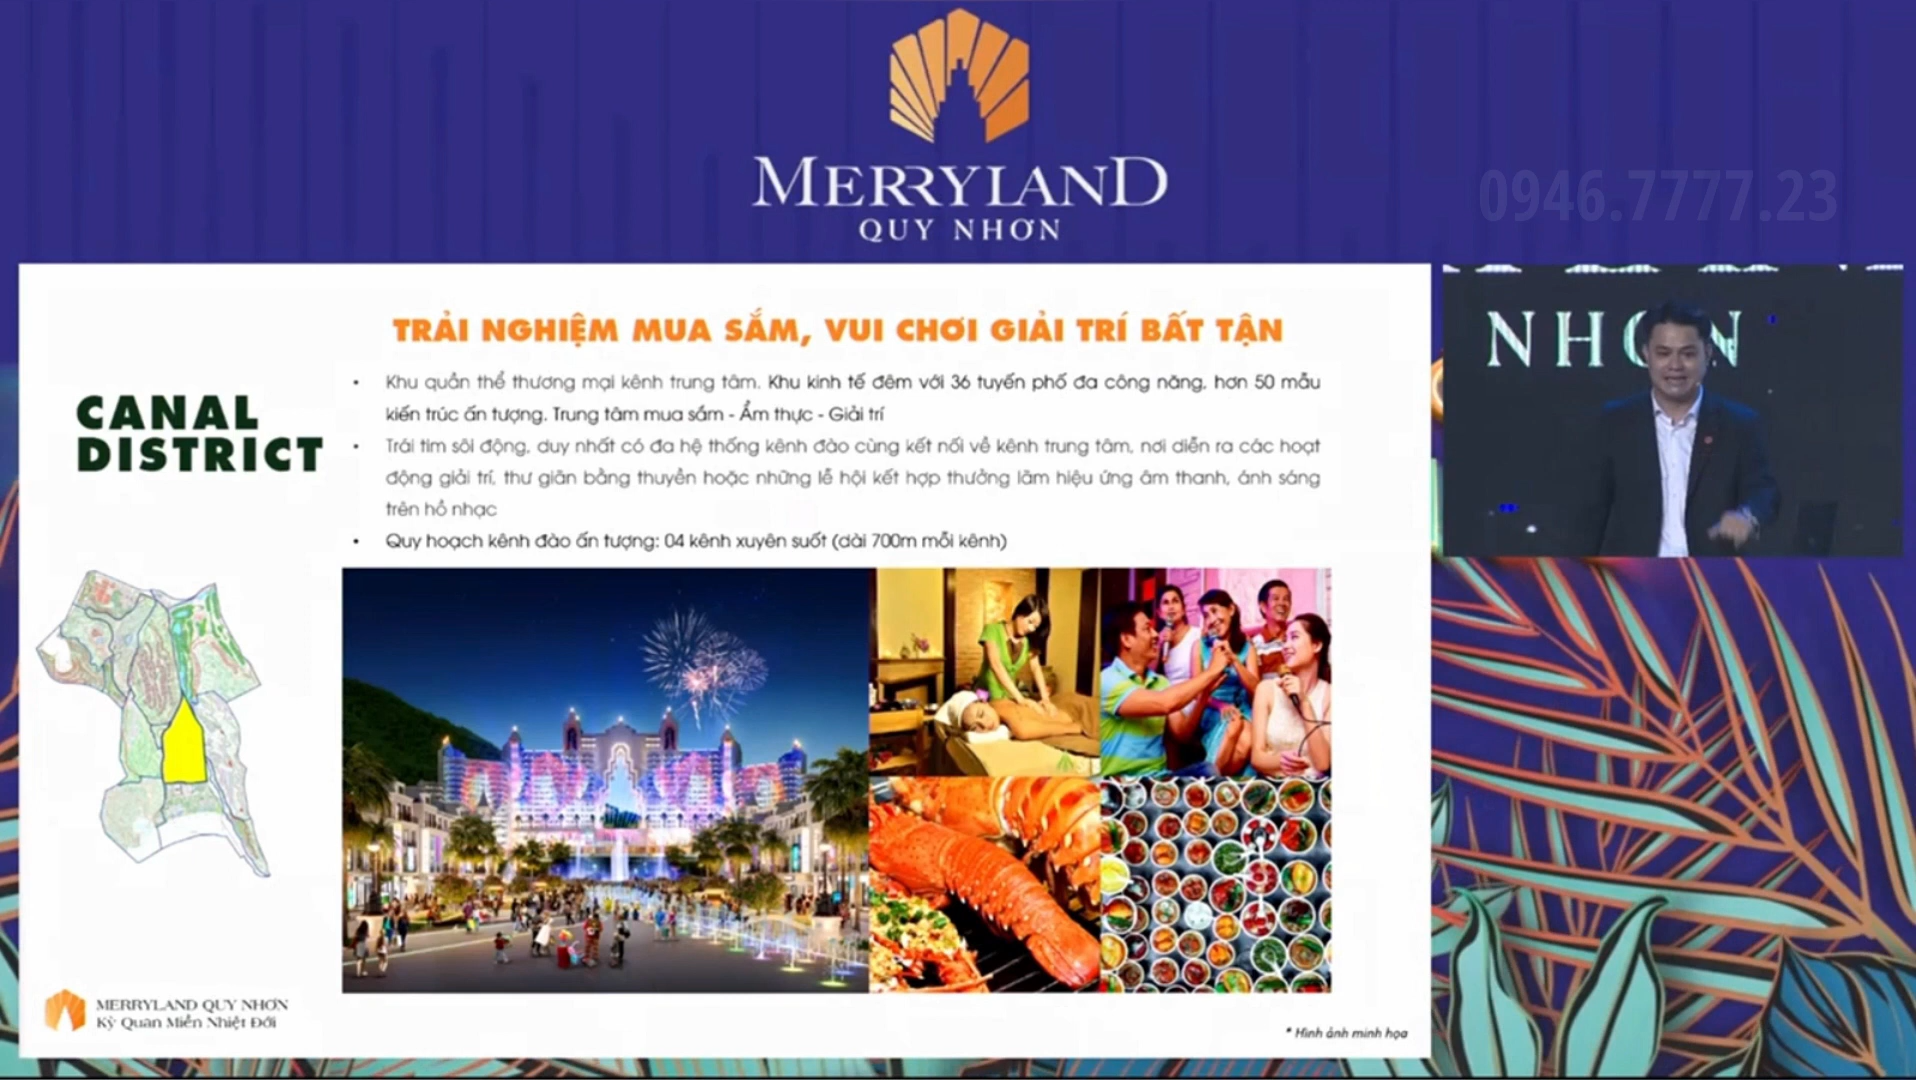 MERRYLAND
QUY NHƠN
0946.7777.23
NHƠN
TRẢI NGHIỆM MUA SẮM, VUI CHƠI GIẢI TRÍ BẤT TẬN
CANAL
DISTRICT
• Khu quần thể thương mại kênh trung tâm. Khu kinh tế đêm với 36 tuyến phố đa công năng, hơn 50 mẫu
kiến trúc ấn tượng. Trung tâm mua sắm - Ẩm thực - Giải trí
• Trái tim sôi động, duy nhất có đa hệ thống kênh đào cùng kết nối về kênh trung tâm, nơi diễn ra các hoạt
động giải trí, thư giãn bằng thuyền hoặc những lễ hội kết hợp thưởng lãm hiệu ứng âm thanh, ánh sáng
trên hồ nhạc
• Quy hoạch kênh đào ấn tượng: 04 kênh xuyên suốt (dài 700m mỗi kênh)
MERRYLAND QUY NHƠN
Kỳ Quan Miền Nhiệt Đới
* Hình ảnh minh họa